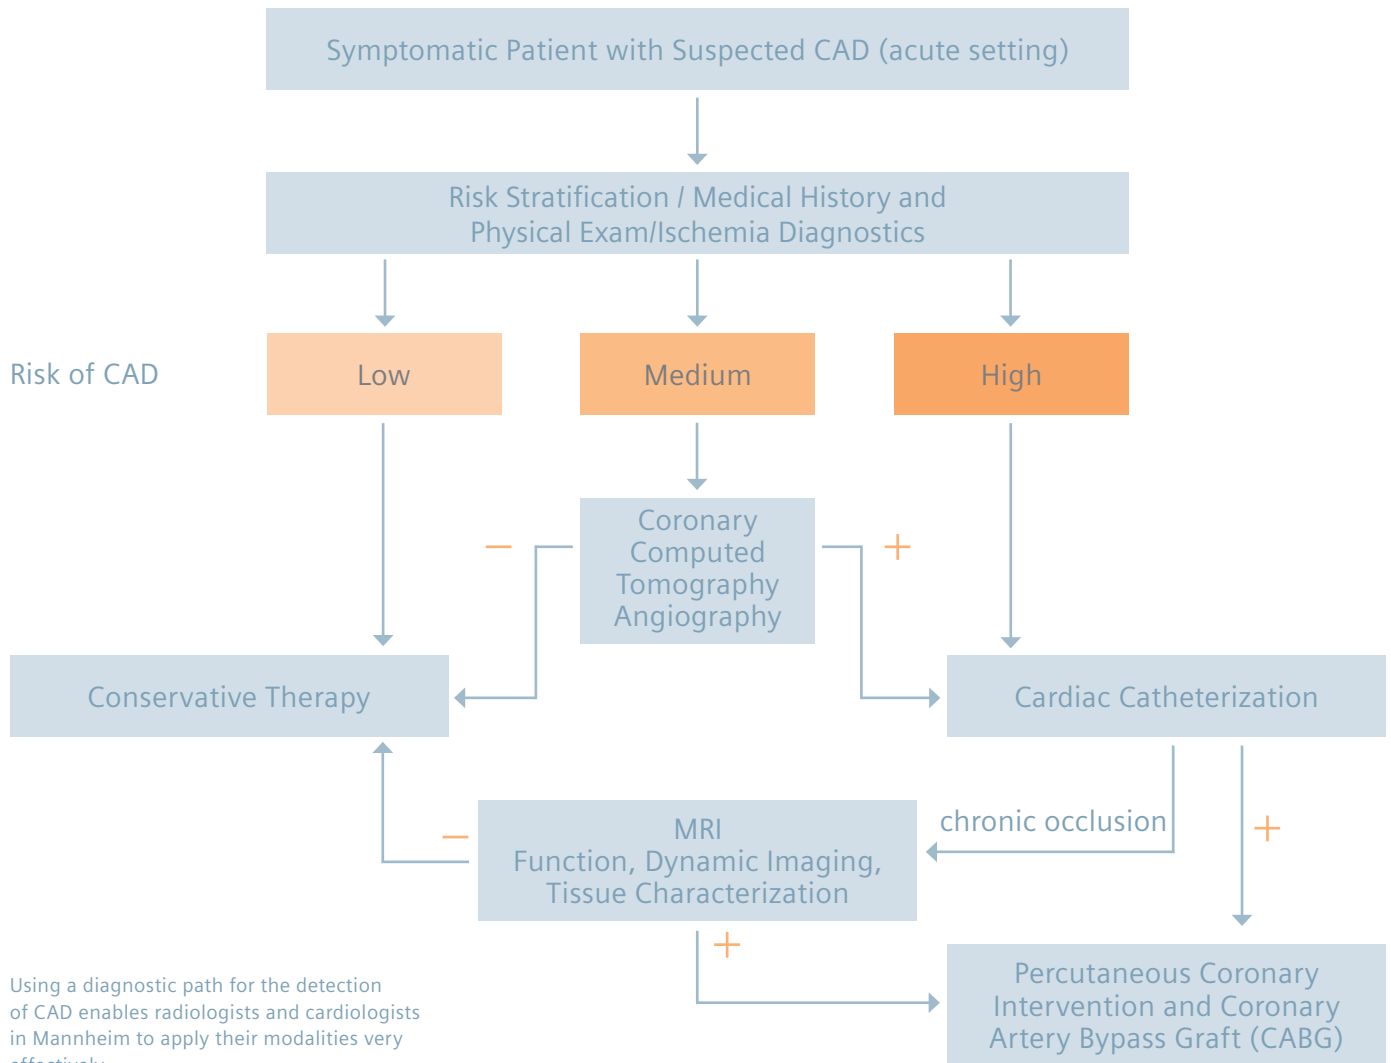 Symptomatic Patient with Suspected CAD (acute setting)
Risk Stratification / Medical History and
Physical Exam/Ischemia Diagnostics
Risk of CAD
Low
Medium
High
Coronary
Computed
Tomography
Angiography
–
+
Conservative Therapy
Cardiac Catheterization
MRI
Function, Dynamic Imaging,
Tissue Characterization
–
chronic occlusion
+
+
Percutaneous Coronary
Intervention and Coronary
Artery Bypass Graft (CABG)
Using a diagnostic path for the detection
of CAD enables radiologists and cardiologists
in Mannheim to apply their modalities very